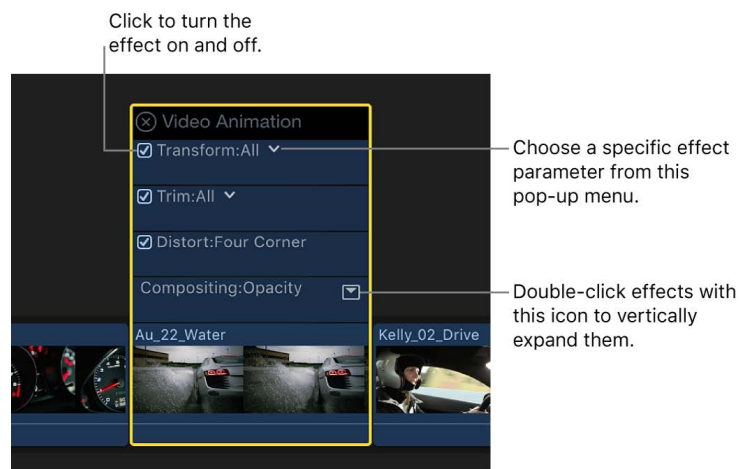 Click to turn the
effect on and off.
Video Animation
Transform:All
Choose a specific effect
parameter from this
pop-up menu.
Trim:All
Distort:Four Corner
Compositing:Opacity
Double-click effects with
this icon to vertically
expand them.
Au_22_Water
Kelly_02_Drive